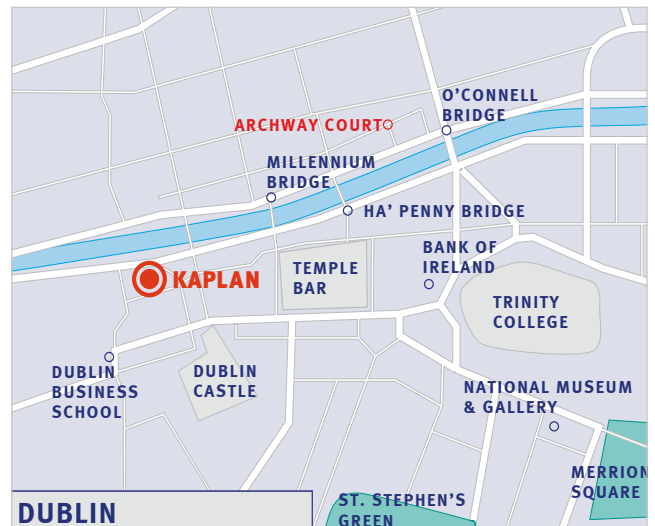 O'CONNELL
BRIDGE
ARCHWAY COURT
MILLENNIUM
BRIDGE
HA' PENNY BRIDGE
BANK OF
IRELAND
KAPLAN
TEMPLE
BAR
TRINITY
COLLEGE
DUBLIN
BUSINESS
SCHOOL
DUBLIN
CASTLE
NATIONAL MUSEUM
& GALLERY
MERRION
SQUARE
ST. STEPHEN'S
GREEN
DUBLIN